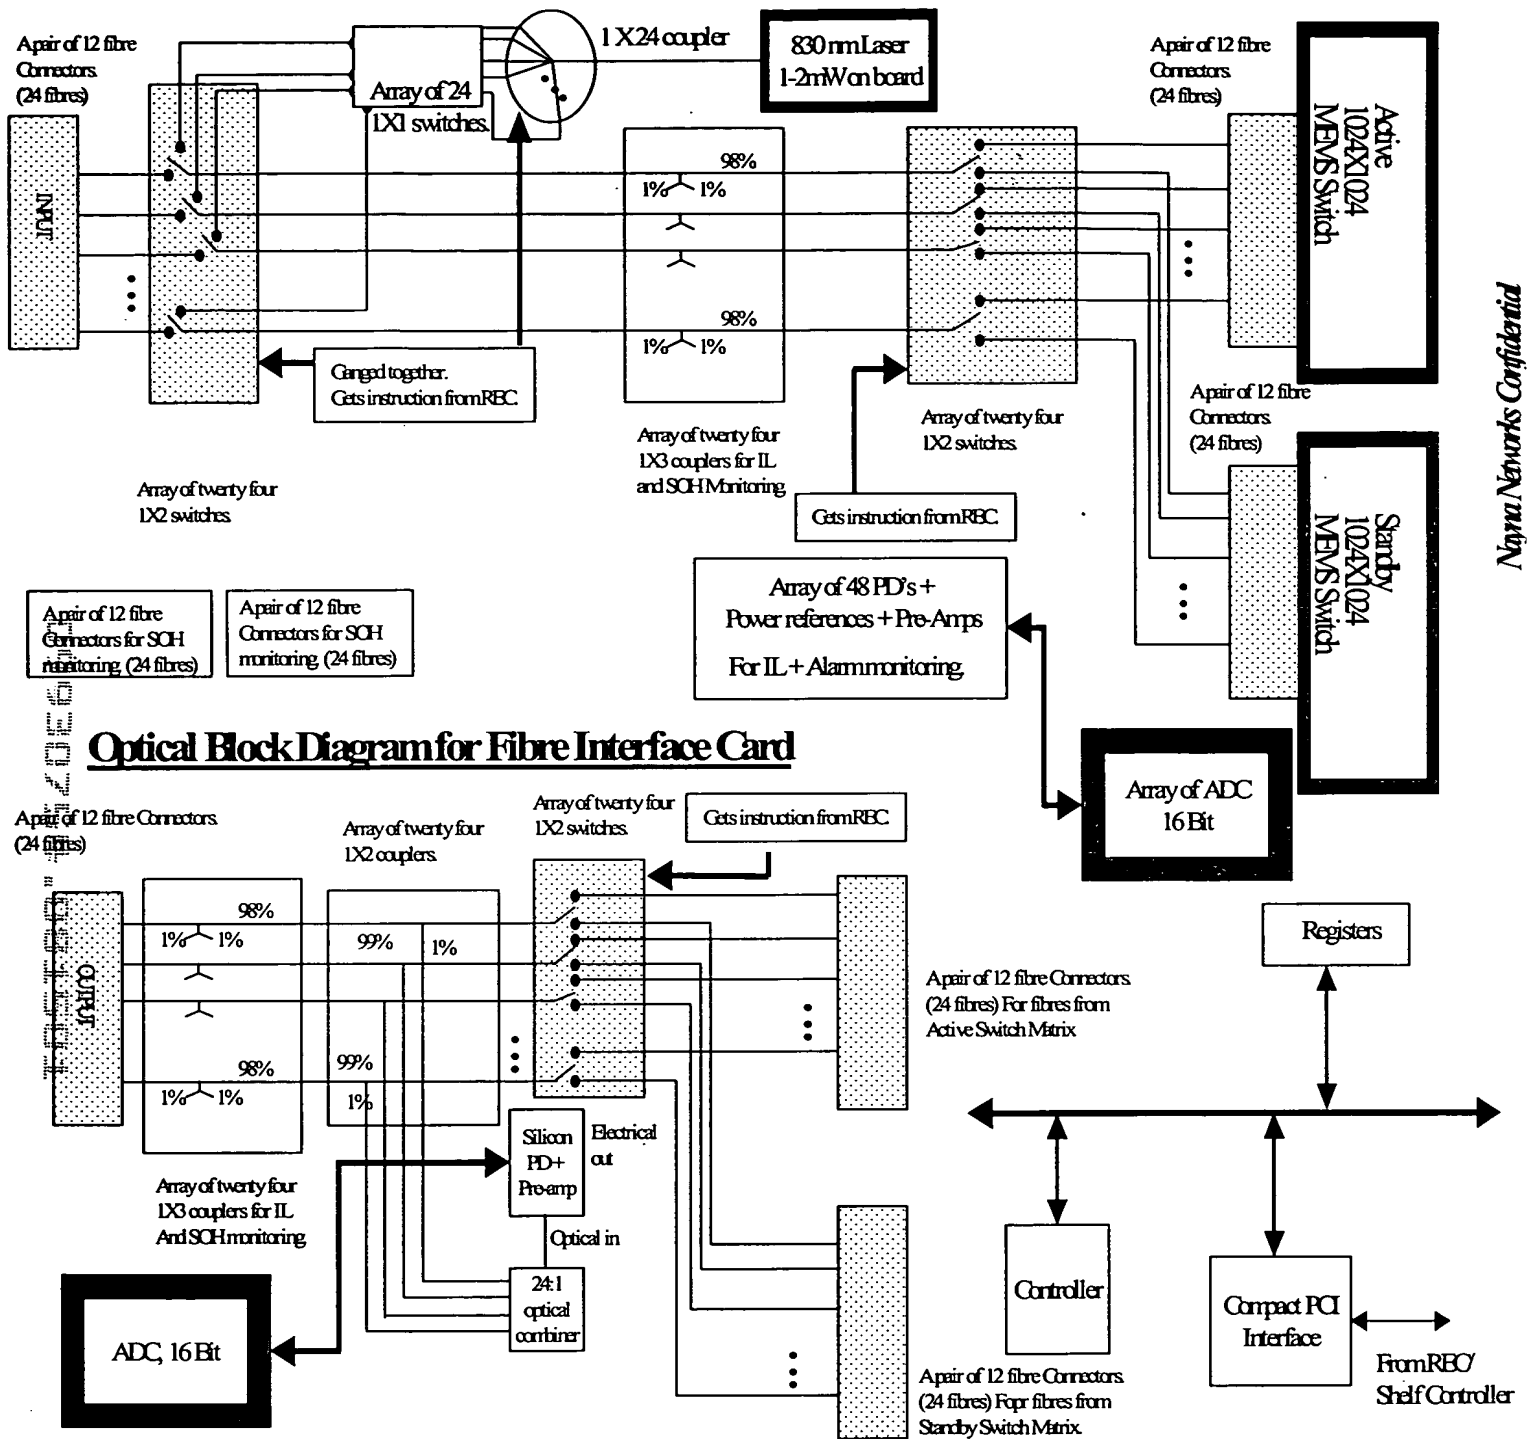 A pair of 12 fibre
Connectors.
(24 fibres)
Array of 24
1X1 switches.
1 X 24 coupler
830 nm Laser
1-2mW on board
A pair of 12 fibre
Connectors.
(24 fibres)
Active
1024X1024
MEMS Switch
INPUT
98%
1% 1%
98%
1% 1%
Ganged together.
Gets instruction from REC.
Array of twenty four
1X2 switches.
Array of twenty four
1X3 couplers for IL
and SOH Monitoring.
Array of twenty four
1X2 switches.
Gets instruction from REC.
A pair of 12 fibre
Connectors.
(24 fibres)
Standby
1024X1024
MEMS Switch
Nayna Networks Confidential
A pair of 12 fibre
Connectors for SOH
monitoring. (24 fibres)
A pair of 12 fibre
Connectors for SOH
monitoring. (24 fibres)
Array of 48 PD's +
Power references + Pre-Amps
For IL + Alarm monitoring.
Array of ADC
16 Bit
Optical Block Diagram for Fibre Interface Card
A pair of 12 fibre Connectors.
(24 fibres)
Array of twenty four
1X2 couplers.
Array of twenty four
1X2 switches.
Gets instruction from REC.
OUTPUT
98%
1% 1%
99%
1%
98%
1% 1%
99%
1%
Array of twenty four
1X3 couplers for IL
And SOH monitoring.
Silicon
PD +
Pre-amp
Electrical
out
Optical in
24:1
optical
combiner
ADC, 16 Bit
A pair of 12 fibre Connectors.
(24 fibres) For fibres from
Active Switch Matrix
A pair of 12 fibre Connectors.
(24 fibres) Fopr fibres from
Standby Switch Matrix.
Registers
Controller
Compact PCI
Interface
From REC/
Shelf Controller